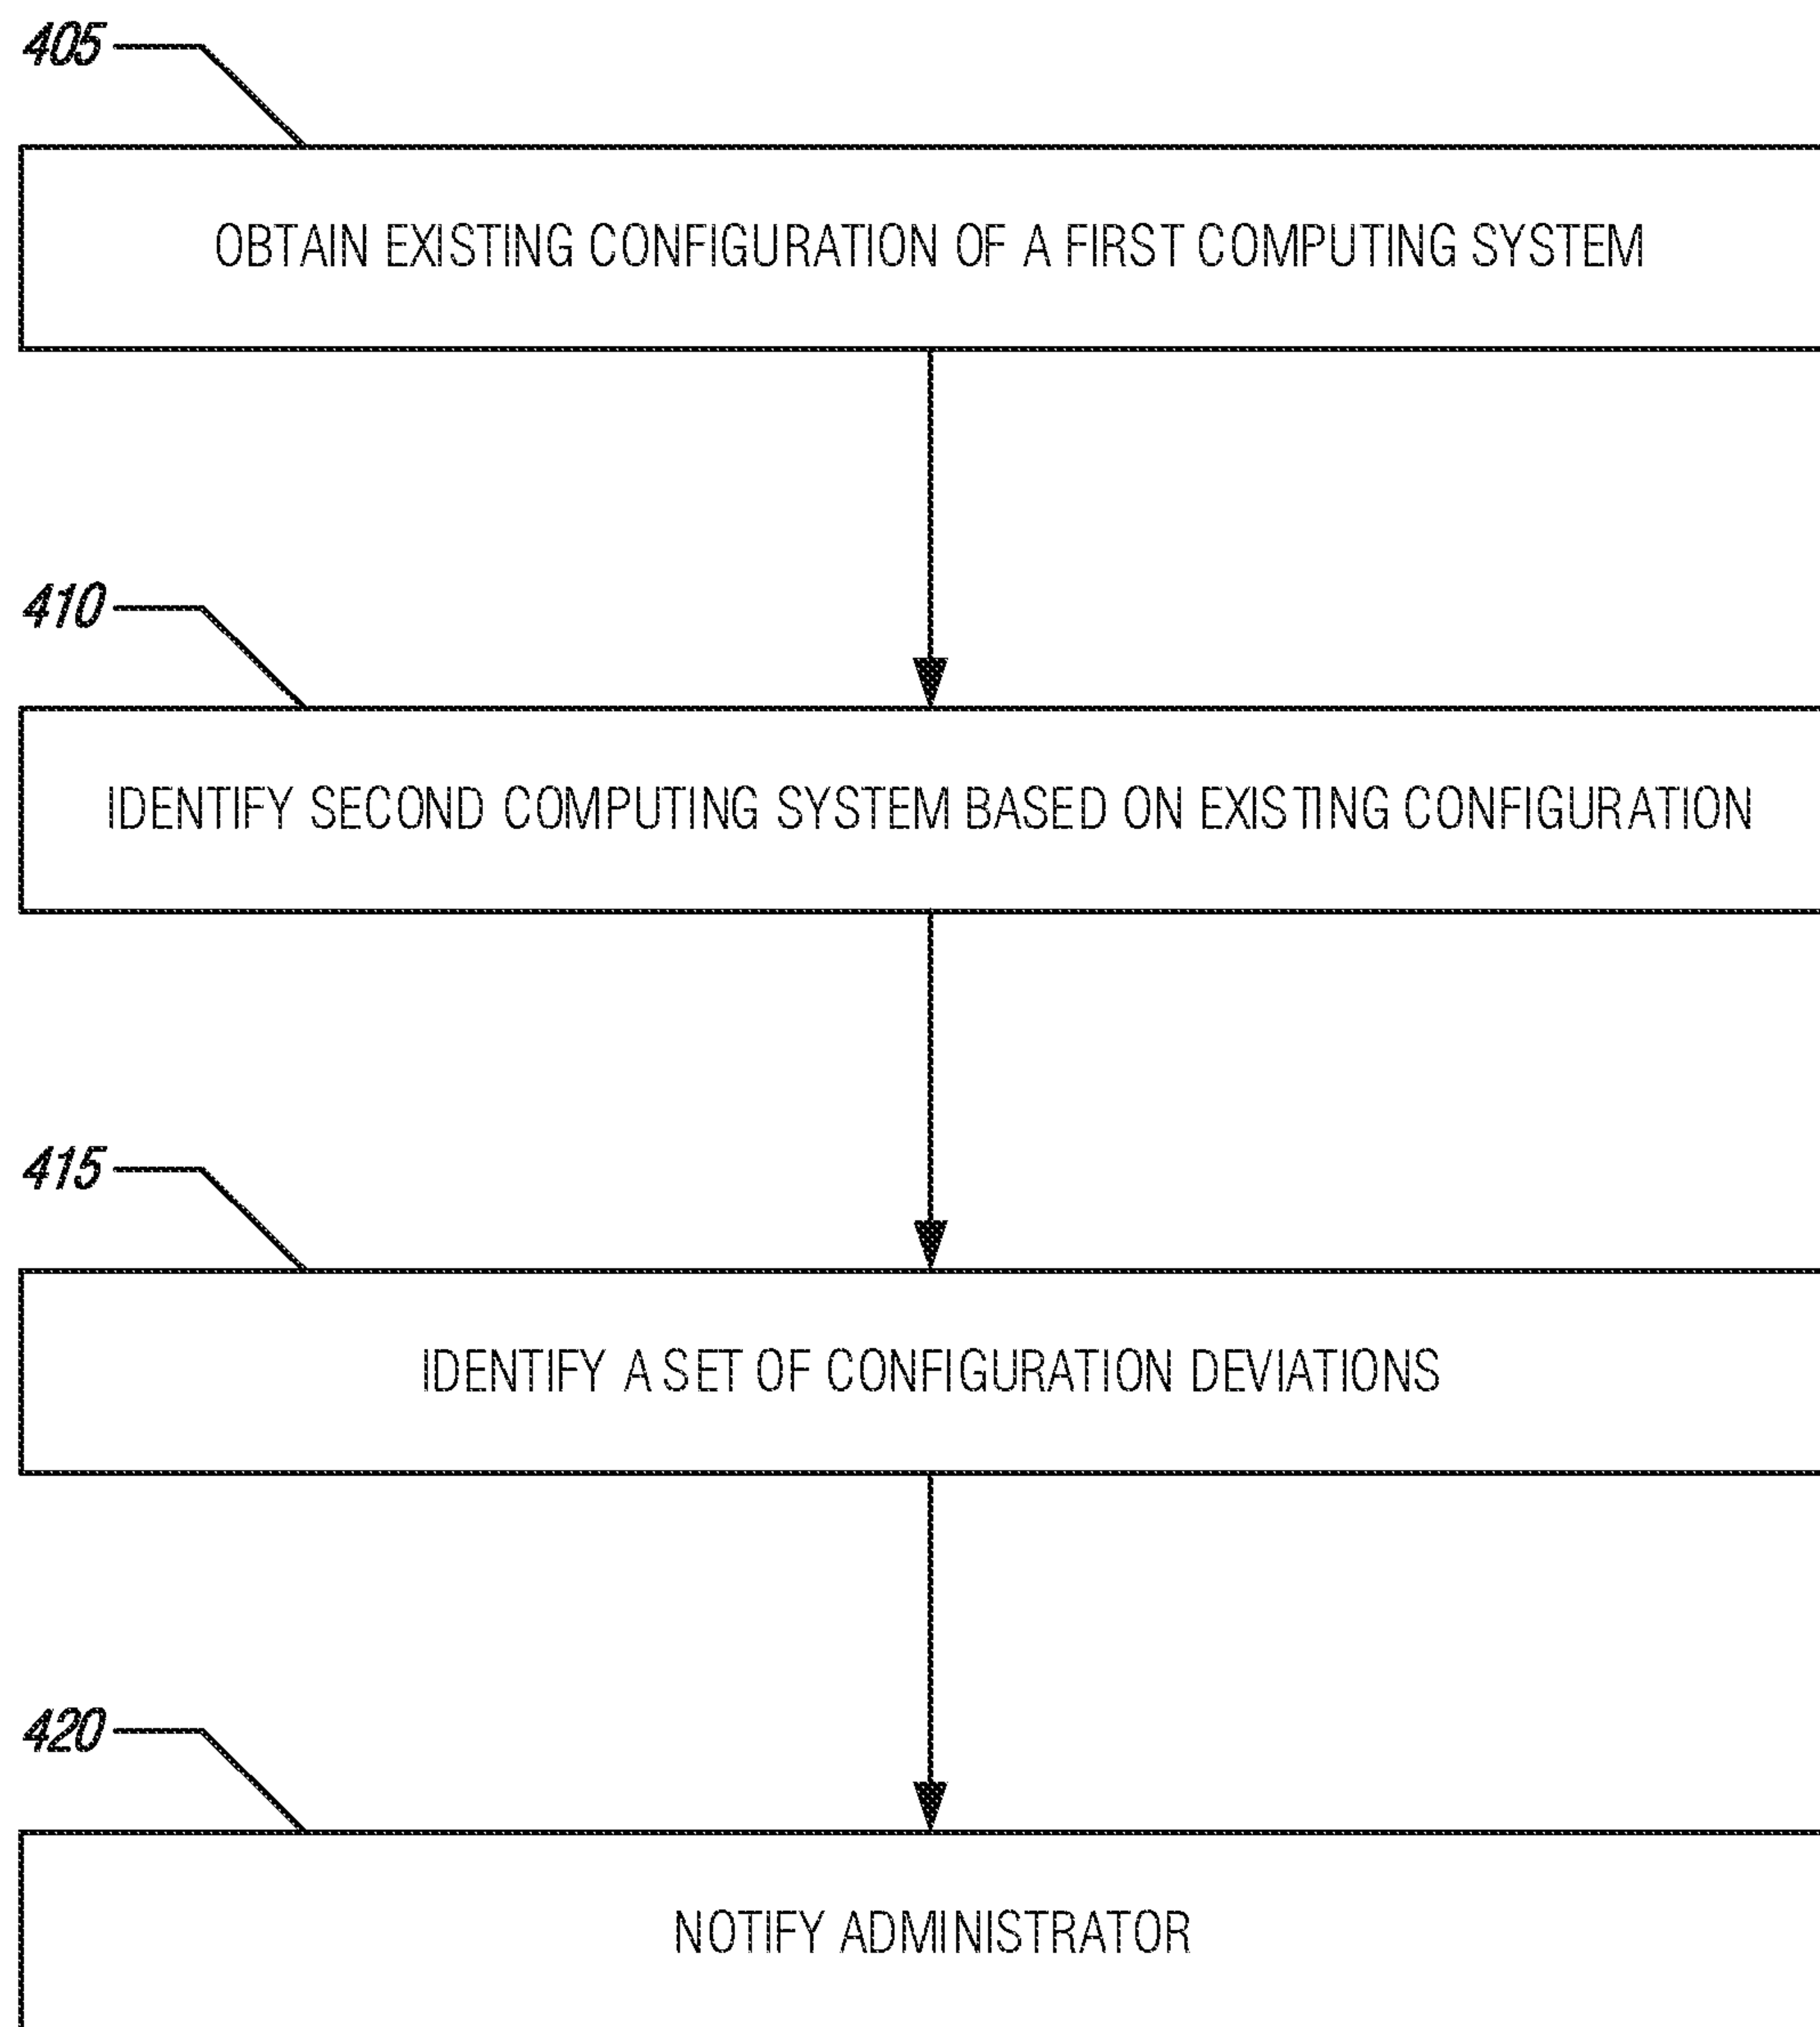 405
OBTAIN EXISTING CONFIGURATION OF A FIRST COMPUTING SYSTEM
410
IDENTIFY SECOND COMPUTING SYSTEM BASED ON EXISTING CONFIGURATION
415
IDENTIFY A SET OF CONFIGURATION DEVIATIONS
420
NOTIFY ADMINISTRATOR